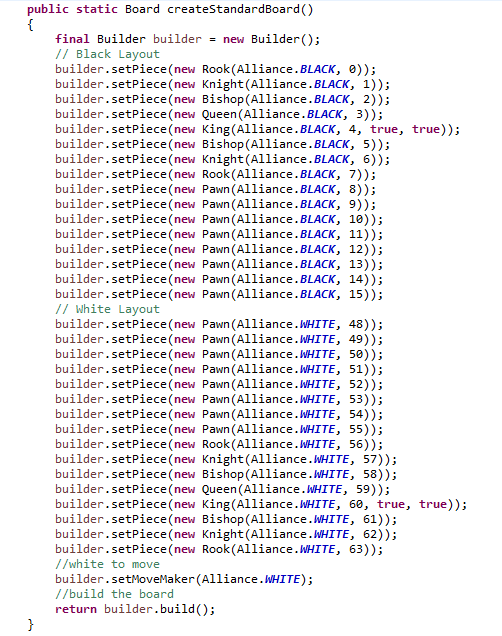 public static Board createStandardBoard()
{
    final Builder builder = new Builder();
    // Black Layout
    builder.setPiece(new Rook(Alliance.BLACK, 0));
    builder.setPiece(new Knight(Alliance.BLACK, 1));
    builder.setPiece(new Bishop(Alliance.BLACK, 2));
    builder.setPiece(new Queen(Alliance.BLACK, 3));
    builder.setPiece(new King(Alliance.BLACK, 4, true, true));
    builder.setPiece(new Bishop(Alliance.BLACK, 5));
    builder.setPiece(new Knight(Alliance.BLACK, 6));
    builder.setPiece(new Rook(Alliance.BLACK, 7));
    builder.setPiece(new Pawn(Alliance.BLACK, 8));
    builder.setPiece(new Pawn(Alliance.BLACK, 9));
    builder.setPiece(new Pawn(Alliance.BLACK, 10));
    builder.setPiece(new Pawn(Alliance.BLACK, 11));
    builder.setPiece(new Pawn(Alliance.BLACK, 12));
    builder.setPiece(new Pawn(Alliance.BLACK, 13));
    builder.setPiece(new Pawn(Alliance.BLACK, 14));
    builder.setPiece(new Pawn(Alliance.BLACK, 15));
    // White Layout
    builder.setPiece(new Pawn(Alliance.WHITE, 48));
    builder.setPiece(new Pawn(Alliance.WHITE, 49));
    builder.setPiece(new Pawn(Alliance.WHITE, 50));
    builder.setPiece(new Pawn(Alliance.WHITE, 51));
    builder.setPiece(new Pawn(Alliance.WHITE, 52));
    builder.setPiece(new Pawn(Alliance.WHITE, 53));
    builder.setPiece(new Pawn(Alliance.WHITE, 54));
    builder.setPiece(new Pawn(Alliance.WHITE, 55));
    builder.setPiece(new Rook(Alliance.WHITE, 56));
    builder.setPiece(new Knight(Alliance.WHITE, 57));
    builder.setPiece(new Bishop(Alliance.WHITE, 58));
    builder.setPiece(new Queen(Alliance.WHITE, 59));
    builder.setPiece(new King(Alliance.WHITE, 60, true, true));
    builder.setPiece(new Bishop(Alliance.WHITE, 61));
    builder.setPiece(new Knight(Alliance.WHITE, 62));
    builder.setPiece(new Rook(Alliance.WHITE, 63));
    //white to move
    builder.setMoveMaker(Alliance.WHITE);
    //build the board
    return builder.build();
}